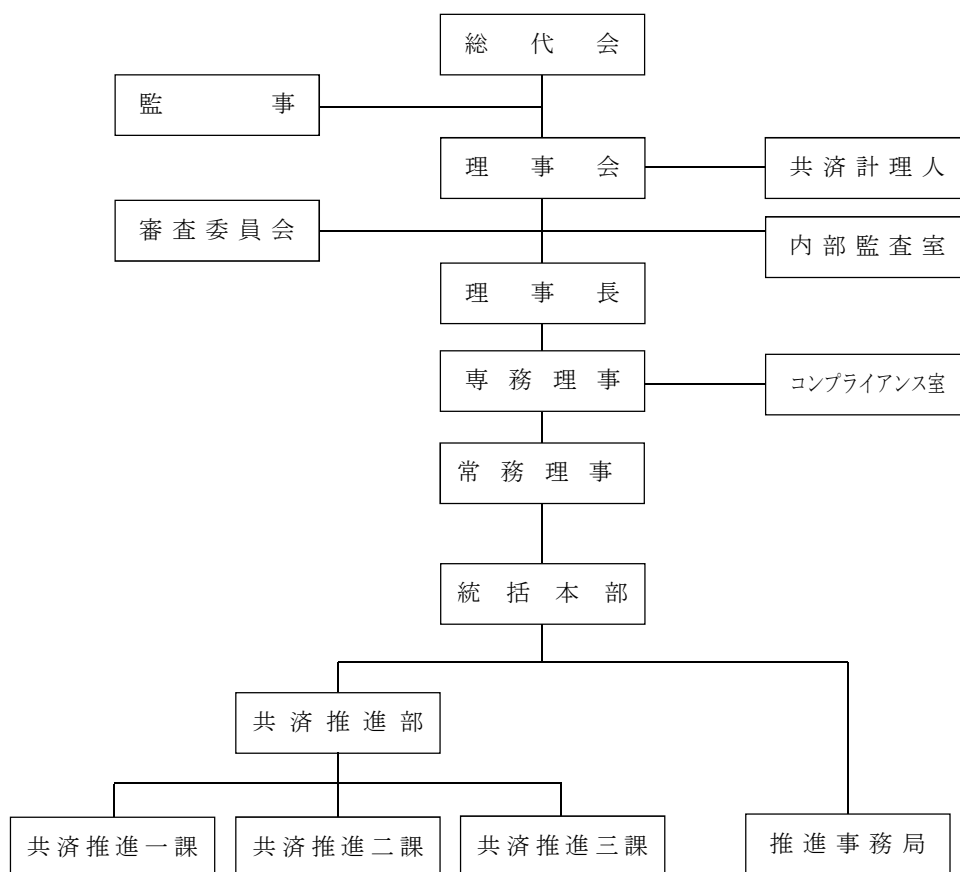 総代会
監事
理事会
共済計理人
審査委員会
内部監査室
理事長
専務理事
コンプライアンス室
常務理事
統括本部
共済推進部
共済推進一課
共済推進二課
共済推進三課
推進事務局